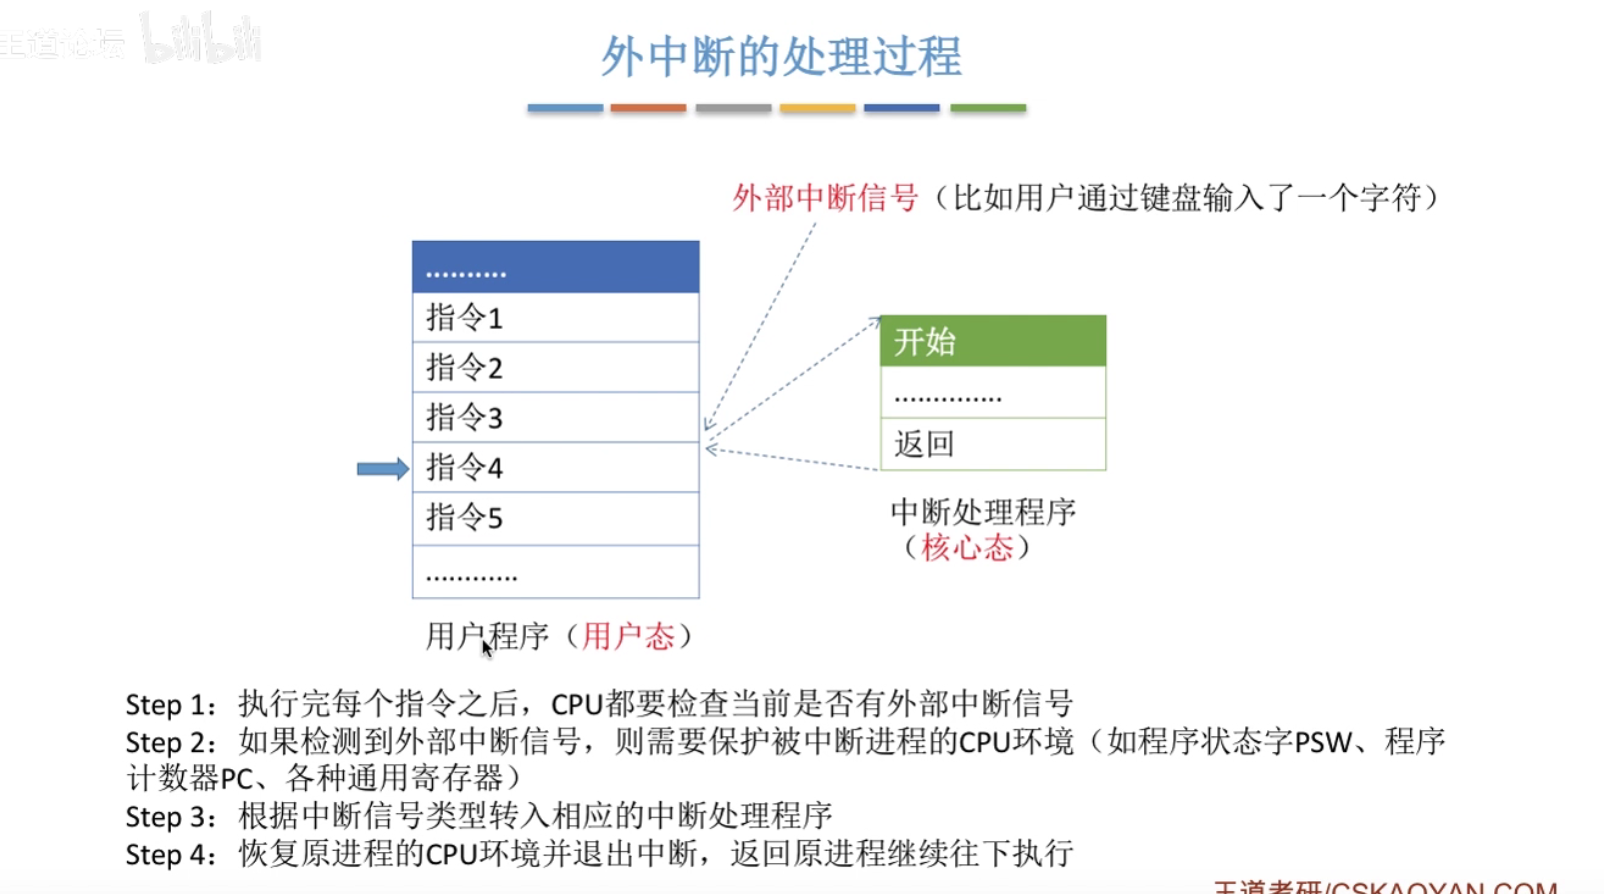 王道论坛 bilibili
外中断的处理过程
外部中断信号（比如用户通过键盘输入了一个字符）
..........
指令1
指令2
指令3
指令4
指令5
............
用户程序（用户态）
开始
..............
返回
中断处理程序
（核心态）
Step 1：执行完每个指令之后，CPU都要检查当前是否有外部中断信号
Step 2：如果检测到外部中断信号，则需要保护被中断进程的CPU环境（如程序状态字PSW、程序
计数器PC、各种通用寄存器）
Step 3：根据中断信号类型转入相应的中断处理程序
Step 4：恢复原进程的CPU环境并退出中断，返回原进程继续往下执行
王道考研/CSKAOYAN.COM